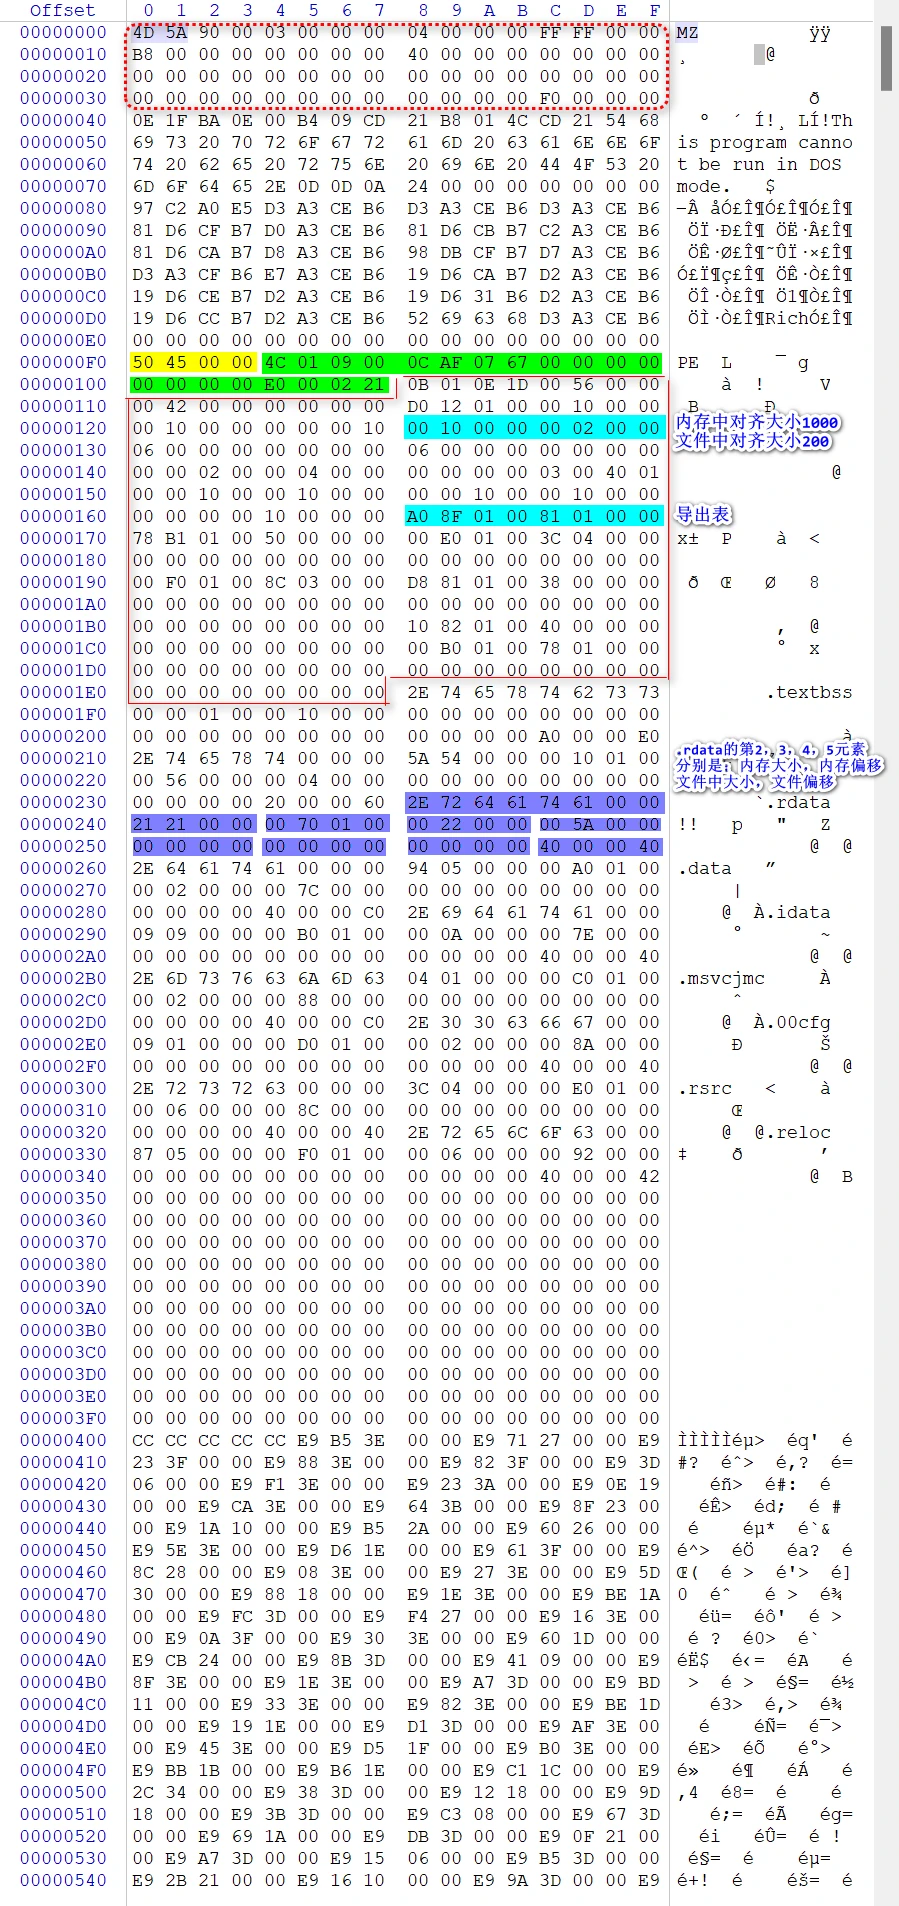 Offset 0 1 2 3 4 5 6 7 8 9 A B C D E F
00000000 4D 5A 90 00 03 00 00 00 04 00 00 00 FF FF 00 00 MZ ÿÿ
00000010 B8 00 00 00 00 00 00 00 40 00 00 00 00 00 00 00 ¸ @
00000020 00 00 00 00 00 00 00 00 00 00 00 00 00 00 00 00
00000030 00 00 00 00 00 00 00 00 00 00 00 00 F0 00 00 00 ð
00000040 0E 1F BA 0E 00 B4 09 CD 21 B8 01 4C CD 21 54 68 º ´ Í!¸ LÍ!Th
00000050 69 73 20 70 72 6F 67 72 61 6D 20 63 61 6E 6E 6F is program canno
00000060 74 20 62 65 20 72 75 6E 20 69 6E 20 44 4F 53 20 t be run in DOS
00000070 6D 6F 64 65 2E 0D 0D 0A 24 00 00 00 00 00 00 00 mode. $
00000080 97 C2 A0 E5 D3 A3 CE B6 D3 A3 CE B6 D3 A3 CE B6 —Â åÓ£Î¶Ó£Î¶Ó£Î¶
00000090 81 D6 CF B7 D0 A3 CE B6 81 D6 CB B7 C2 A3 CE B6 ÖÏ·Ð£Î¶ ÖË·Â£Î¶
000000A0 81 D6 CA B7 D8 A3 CE B6 98 DB CF B7 D7 A3 CE B6 ÖÊ·Ø£Î¶˜ÛÏ·×£Î¶
000000B0 D3 A3 CF B6 E7 A3 CE B6 19 D6 CA B7 D2 A3 CE B6 Ó£Ï¶ç£Î¶ ÖÊ·Ò£Î¶
000000C0 19 D6 CE B7 D2 A3 CE B6 19 D6 31 B6 D2 A3 CE B6 ÖÎ·Ò£Î¶ Ö1¶Ò£Î¶
000000D0 19 D6 CC B7 D2 A3 CE B6 52 69 63 68 D3 A3 CE B6 ÖÌ·Ò£Î¶RichÓ£Î¶
000000E0 00 00 00 00 00 00 00 00 00 00 00 00 00 00 00 00
000000F0 50 45 00 00 4C 01 09 00 0C AF 07 67 00 00 00 00 PE L ¯ g
00000100 00 00 00 00 E0 00 02 21 0B 01 0E 1D 00 56 00 00 à ! V
00000110 00 42 00 00 00 00 00 00 D0 12 01 00 00 10 00 00 B Ð
内存中对齐大小1000
00000120 00 10 00 00 00 00 00 10 00 10 00 00 00 02 00 00
文件中对齐大小200
00000130 06 00 00 00 00 00 00 00 06 00 00 00 00 00 00 00
00000140 00 00 02 00 00 04 00 00 00 00 00 00 03 00 40 01 @
00000150 00 00 10 00 00 10 00 00 00 00 10 00 00 10 00 00
00000160 00 00 00 00 10 00 00 00 A0 8F 01 00 81 01 00 00 导出表
00000170 78 B1 01 00 50 00 00 00 00 E0 01 00 3C 04 00 00 x± P à <
00000180 00 00 00 00 00 00 00 00 00 00 00 00 00 00 00 00
00000190 00 F0 01 00 8C 03 00 00 D8 81 01 00 38 00 00 00 ð Œ Ø 8
000001A0 00 00 00 00 00 00 00 00 00 00 00 00 00 00 00 00
000001B0 00 00 00 00 00 00 00 00 10 82 01 00 40 00 00 00 ‚ @
000001C0 00 00 00 00 00 00 00 00 00 B0 01 00 78 01 00 00 ° x
000001D0 00 00 00 00 00 00 00 00 00 00 00 00 00 00 00 00
000001E0 00 00 00 00 00 00 00 00 2E 74 65 78 74 62 73 73 .textbss
000001F0 00 00 01 00 00 10 00 00 00 00 00 00 00 00 00 00
00000200 00 00 00 00 00 00 00 00 00 00 00 00 A0 00 00 E0 à
.rdata的第2，3，4，5元素
00000210 2E 74 65 78 74 00 00 00 5A 54 00 00 00 10 01 00
分别是：内存大小，内存偏移
00000220 00 56 00 00 00 04 00 00 00 00 00 00 00 00 00 00
文件中大小，文件偏移
00000230 00 00 00 00 20 00 00 60 2E 72 64 61 74 61 00 00 `.rdata
00000240 21 21 00 00 00 70 01 00 00 22 00 00 00 5A 00 00 !! p " Z
00000250 00 00 00 00 00 00 00 00 00 00 00 00 40 00 00 40 @ @
00000260 2E 64 61 74 61 00 00 00 94 05 00 00 00 A0 01 00 .data ”
00000270 00 02 00 00 00 7C 00 00 00 00 00 00 00 00 00 00 |
00000280 00 00 00 00 40 00 00 C0 2E 69 64 61 74 61 00 00 @ À.idata
00000290 09 09 00 00 00 B0 01 00 00 0A 00 00 00 7E 00 00 ° ~
000002A0 00 00 00 00 00 00 00 00 00 00 00 00 40 00 00 40 @ @
000002B0 2E 6D 73 76 63 6A 6D 63 04 01 00 00 00 C0 01 00 .msvcjmc À
000002C0 00 02 00 00 00 88 00 00 00 00 00 00 00 00 00 00 ˆ
000002D0 00 00 00 00 40 00 00 C0 2E 30 30 63 66 67 00 00 @ À.00cfg
000002E0 09 01 00 00 00 D0 01 00 00 02 00 00 00 8A 00 00 Ð Š
000002F0 00 00 00 00 00 00 00 00 00 00 00 00 40 00 00 40 @ @
00000300 2E 72 73 72 63 00 00 00 3C 04 00 00 00 E0 01 00 .rsrc < à
00000310 00 06 00 00 00 8C 00 00 00 00 00 00 00 00 00 00 Œ
00000320 00 00 00 00 40 00 00 40 2E 72 65 6C 6F 63 00 00 @ @.reloc
00000330 87 05 00 00 00 F0 01 00 00 06 00 00 00 92 00 00 ‡ ð ’
00000340 00 00 00 00 00 00 00 00 00 00 00 00 40 00 00 42 @ B
00000350 00 00 00 00 00 00 00 00 00 00 00 00 00 00 00 00
00000360 00 00 00 00 00 00 00 00 00 00 00 00 00 00 00 00
00000370 00 00 00 00 00 00 00 00 00 00 00 00 00 00 00 00
00000380 00 00 00 00 00 00 00 00 00 00 00 00 00 00 00 00
00000390 00 00 00 00 00 00 00 00 00 00 00 00 00 00 00 00
000003A0 00 00 00 00 00 00 00 00 00 00 00 00 00 00 00 00
000003B0 00 00 00 00 00 00 00 00 00 00 00 00 00 00 00 00
000003C0 00 00 00 00 00 00 00 00 00 00 00 00 00 00 00 00
000003D0 00 00 00 00 00 00 00 00 00 00 00 00 00 00 00 00
000003E0 00 00 00 00 00 00 00 00 00 00 00 00 00 00 00 00
000003F0 00 00 00 00 00 00 00 00 00 00 00 00 00 00 00 00
00000400 CC CC CC CC CC E9 B5 3E 00 00 E9 71 27 00 00 E9 ÌÌÌÌÌéµ> éq' é
00000410 23 3F 00 00 E9 88 3E 00 00 E9 82 3F 00 00 E9 3D #? éˆ> é‚? é=
00000420 06 00 00 E9 F1 3E 00 00 E9 23 3A 00 00 E9 0E 19 éñ> é#: é
00000430 00 00 E9 CA 3E 00 00 E9 64 3B 00 00 E9 8F 23 00 éÊ> éd; é #
00000440 00 E9 1A 10 00 00 E9 B5 2A 00 00 E9 60 26 00 00 é éµ* é`&
00000450 E9 5E 3E 00 00 E9 D6 1E 00 00 E9 61 3F 00 00 E9 é^> éÖ éa? é
00000460 8C 28 00 00 E9 08 3E 00 00 E9 27 3E 00 00 E9 5D Œ( é > é'> é]
00000470 30 00 00 E9 88 18 00 00 E9 1E 3E 00 00 E9 BE 1A 0 éˆ é > é¾
00000480 00 00 E9 FC 3D 00 00 E9 F4 27 00 00 E9 16 3E 00 éü= éô' é >
00000490 00 E9 0A 3F 00 00 E9 30 3E 00 00 E9 60 1D 00 00 é ? é0> é`
000004A0 E9 CB 24 00 00 E9 8B 3D 00 00 E9 41 09 00 00 E9 éË$ é‹= éA é
000004B0 8F 3E 00 00 E9 1E 3E 00 00 E9 A7 3D 00 00 E9 BD > é > é§= é½
000004C0 11 00 00 E9 33 3E 00 00 E9 82 3E 00 00 E9 BE 1D é3> é‚> é¾
000004D0 00 00 E9 19 1E 00 00 E9 D1 3D 00 00 E9 AF 3E 00 é éÑ= é¯>
000004E0 00 E9 45 3E 00 00 E9 D5 1F 00 00 E9 B0 3E 00 00 éE> éÕ é°>
000004F0 E9 BB 1B 00 00 E9 B6 1E 00 00 E9 C1 1C 00 00 E9 é» é¶ éÁ é
00000500 2C 34 00 00 E9 38 3D 00 00 E9 12 18 00 00 E9 9D ,4 é8= é é
00000510 18 00 00 E9 3B 3D 00 00 E9 C3 08 00 00 E9 67 3D é;= éÃ ég=
00000520 00 00 E9 69 1A 00 00 E9 DB 3D 00 00 E9 0F 21 00 éi éÛ= é !
00000530 00 E9 A7 3D 00 00 E9 15 06 00 00 E9 B5 3D 00 00 é§= é éµ=
00000540 E9 2B 21 00 00 E9 16 10 00 00 E9 9A 3D 00 00 E9 é+! é éš= é